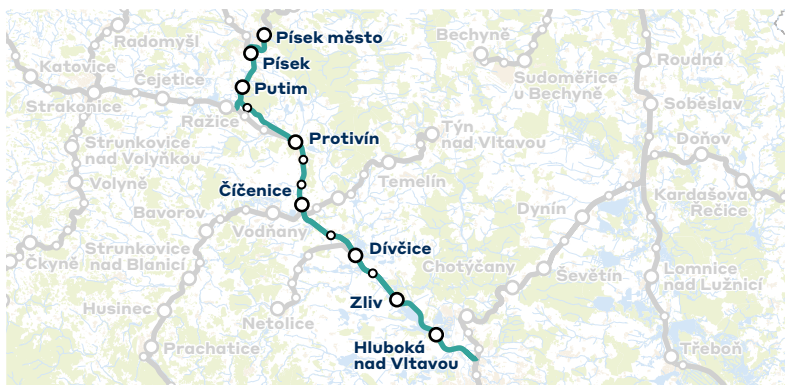 Radomyšl
Písek město
Bechyně
Katovice
Písek
Roudná
Čejetice
Sudoměřice
u Bechyně
Putim
Strakonice
Ražice
Soběslav
Týn
nad Vltavou
Protivín
Strunkovice
nad Volyňkou
Doňov
Temelín
Volyně
Číčenice
Kardašova
Řečice
Bavorov
Dynín
Vodňany
Strunkovice
nad Blanicí
Dívčice
Čkyně
Chotýčany
Ševětín
Lomnice
nad Lužnicí
Zliv
Husinec
Netolice
Prachatice
Hluboká
nad Vltavou
Třeboň